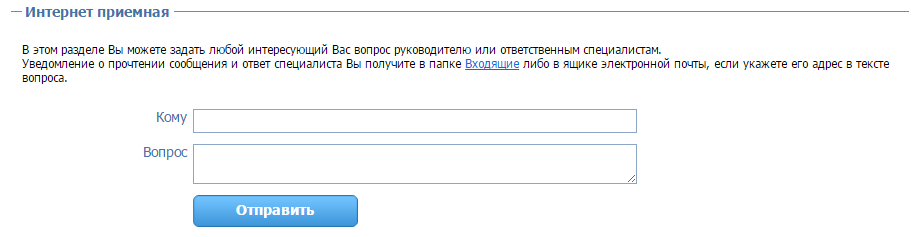 Интернет приемная
В этом разделе Вы можете задать любой интересующий Вас вопрос руководителю или ответственным специалистам.
Уведомление о прочтении сообщения и ответ специалиста Вы получите в папке Входящие либо в ящике электронной почты, если укажете его адрес в тексте
вопроса.
Кому
Вопрос
Отправить